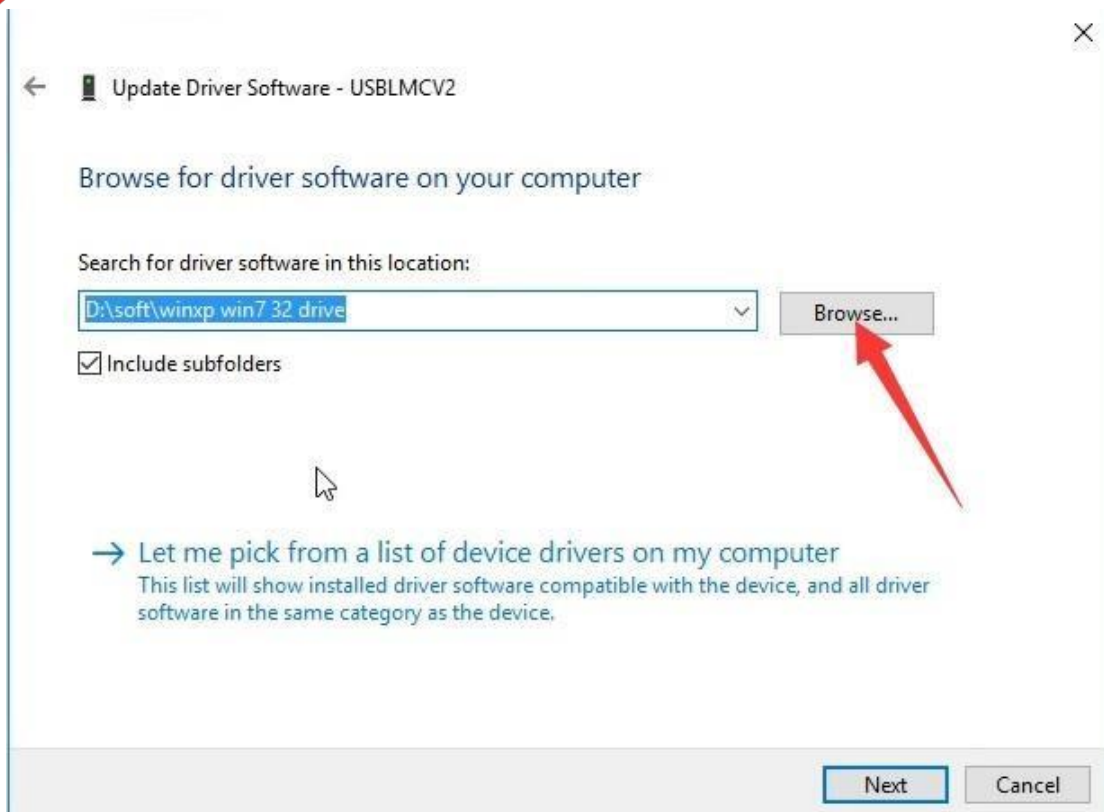 Update Driver Software - USBLMCV2
Browse for driver software on your computer
Search for driver software in this location:
D:\soft\winxp win7 32 drive
Browse...
Include subfolders
Let me pick from a list of device drivers on my computer
This list will show installed driver software compatible with the device, and all driver
software in the same category as the device.
Next Cancel